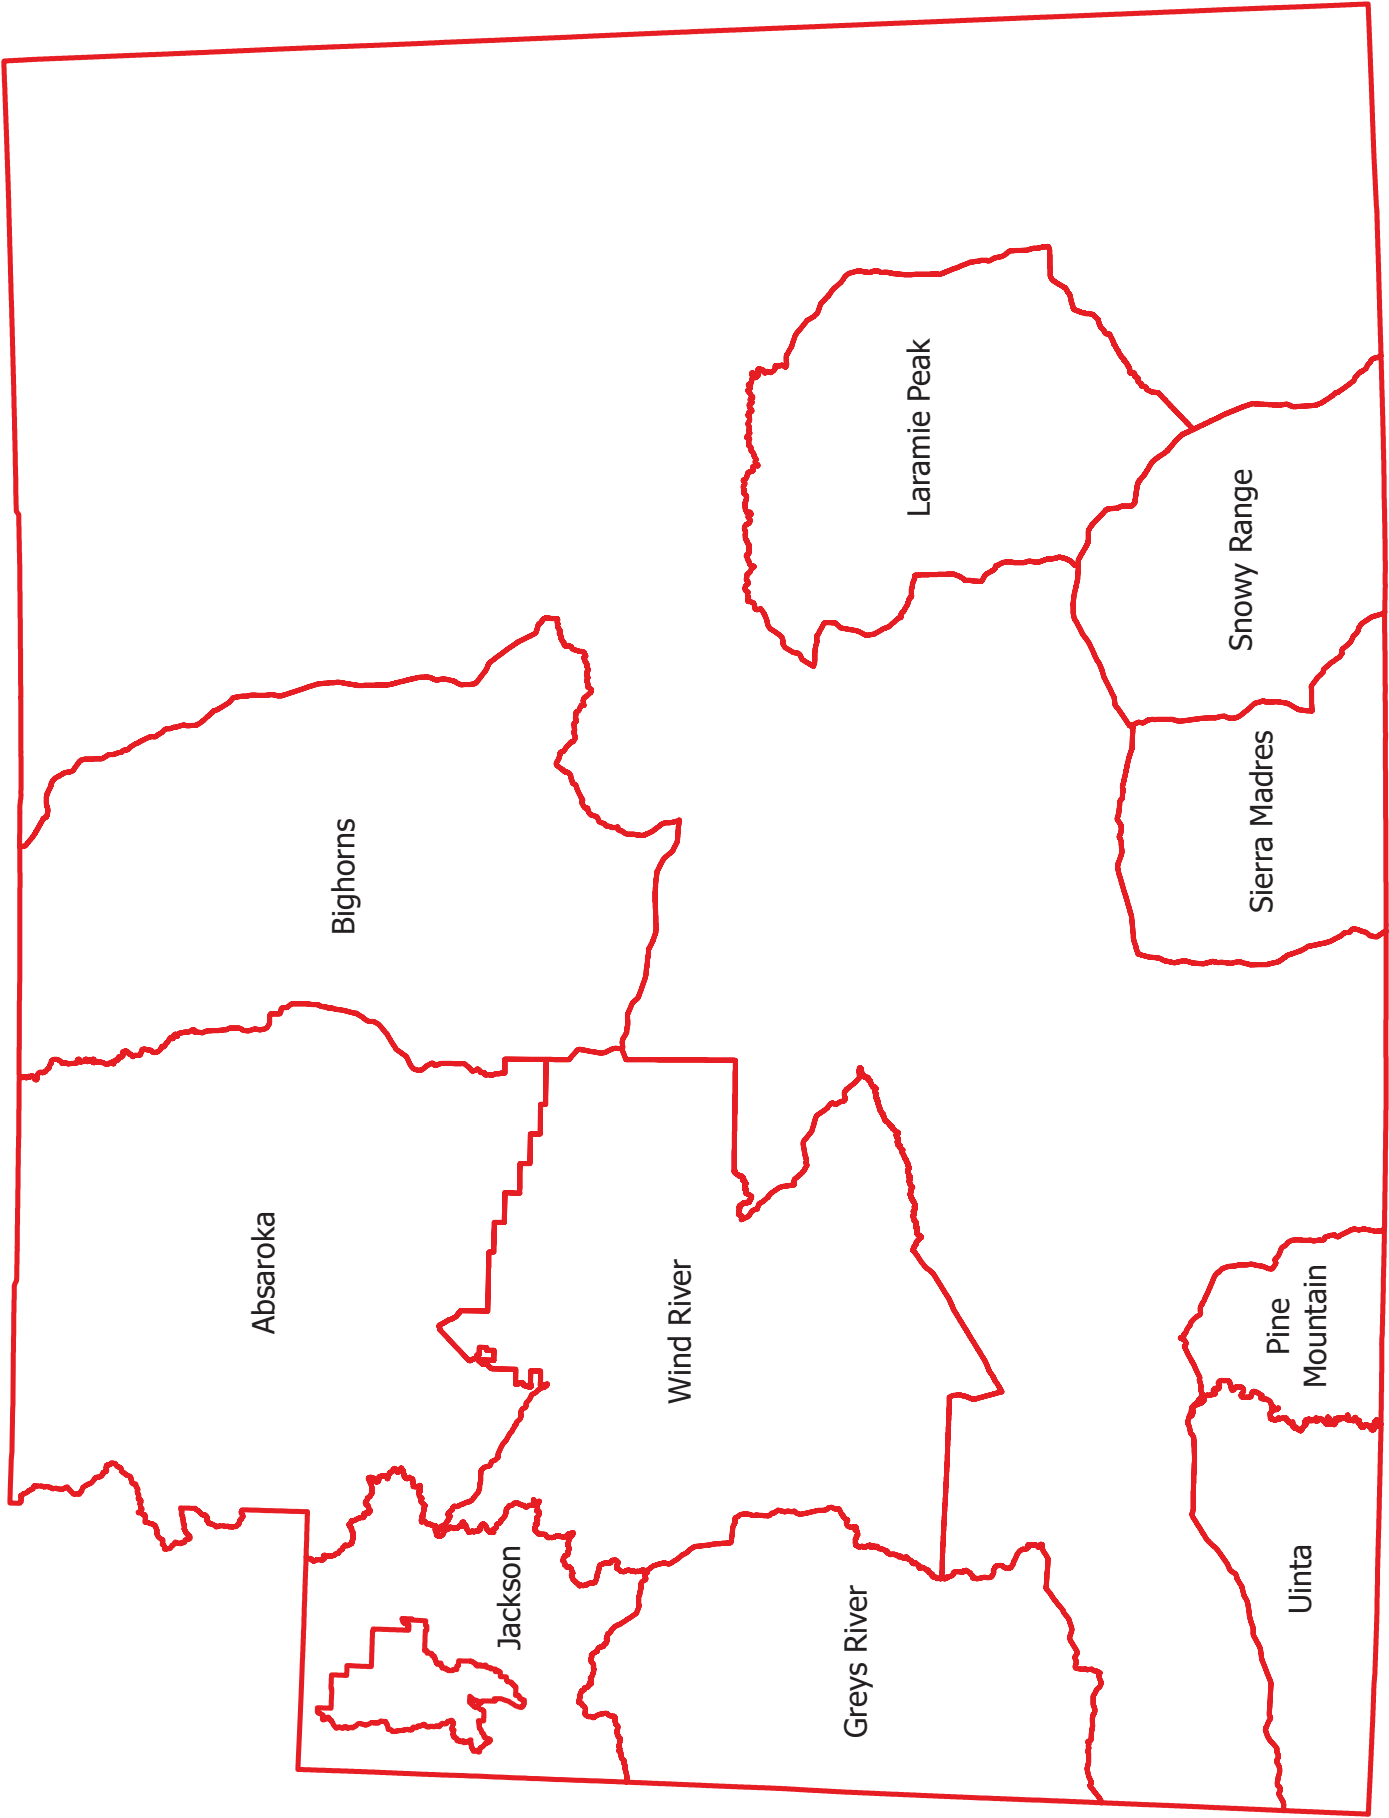 Absaroka
Bighorns
Jackson
Wind River
Laramie Peak
Greys River
Snowy Range
Sierra Madres
Pine
Mountain
Uinta